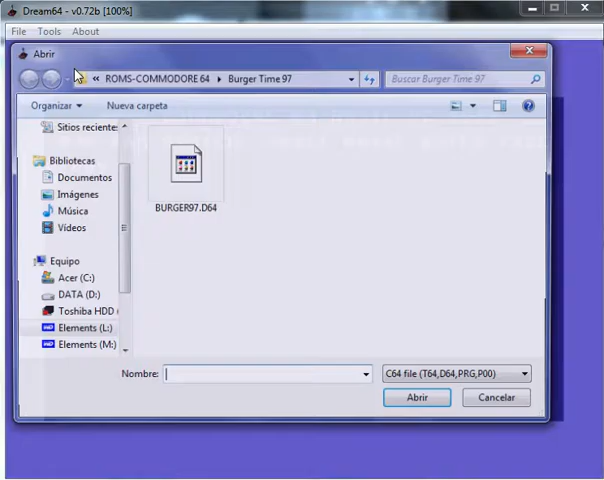 Dream64 - v0.72b [100%]
File Tools About
Abrir
« ROMS-COMMODORE 64 Burger Time 97
Buscar Burger Time 97
Organizar Nueva carpeta
Sitios recientes
Bibliotecas
Documentos
Imágenes
Música
Vídeos
Equipo
Acer (C:)
DATA (D:)
Toshiba HDD
Elements (L:)
Elements (M:)
BURGER97.D64
Nombre:
C64 file (T64,D64,PRG,P00)
Abrir Cancelar